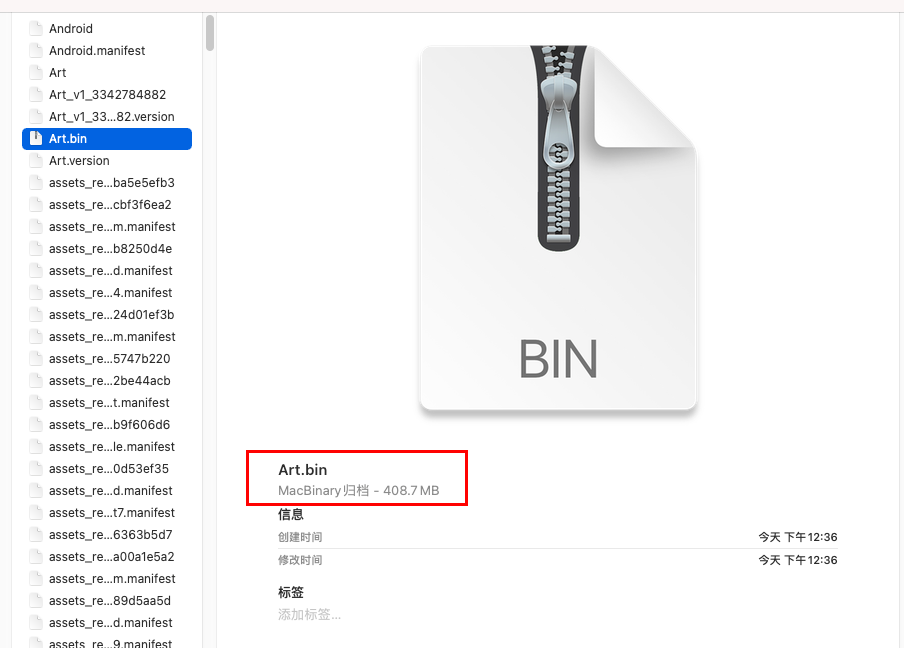 Android
Android.manifest
Art
Art_v1_3342784882
Art_v1_33...82.version
Art.bin
Art.version
assets_re...ba5e5efb3
assets_re...cbf3f6ea2
assets_re...m.manifest
assets_re...b8250d4e
assets_re...d.manifest
assets_re...4.manifest
assets_re...24d01ef3b
assets_re...m.manifest
assets_re...5747b220
assets_re...2be44acb
assets_re...t.manifest
assets_re...b9f606d6
assets_re...le.manifest
assets_re...0d53ef35
assets_re...d.manifest
assets_re...t7.manifest
assets_re...6363b5d7
assets_re...a00a1e5a2
assets_re...m.manifest
assets_re...89d5aa5d
assets_re...d.manifest
assets_re...9.manifest
BIN
Art.bin
MacBinary归档 - 408.7 MB
信息
创建时间 今天 下午12:36
修改时间 今天 下午12:36
标签
添加标签...